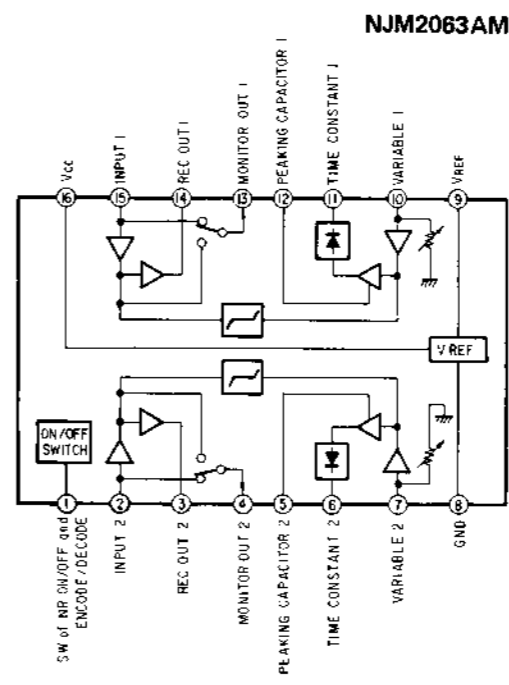 NJM2063AM
Vcc
INPUT 1
REC OUT 1
MONITOR OUT 1
PEAKING CAPACITOR 1
TIME CONSTANT 1
VARIABLE 1
VREF
16 15 14 13 12 11 10 9
V REF
ON/OFF
SWITCH
1 2 3 4 5 6 7 8
SW of NR ON/OFF and
ENCODE/DECODE
INPUT 2
REC OUT 2
MONITOR OUT 2
PEAKING CAPACITOR 2
TIME CONSTANT 2
VARIABLE 2
GND